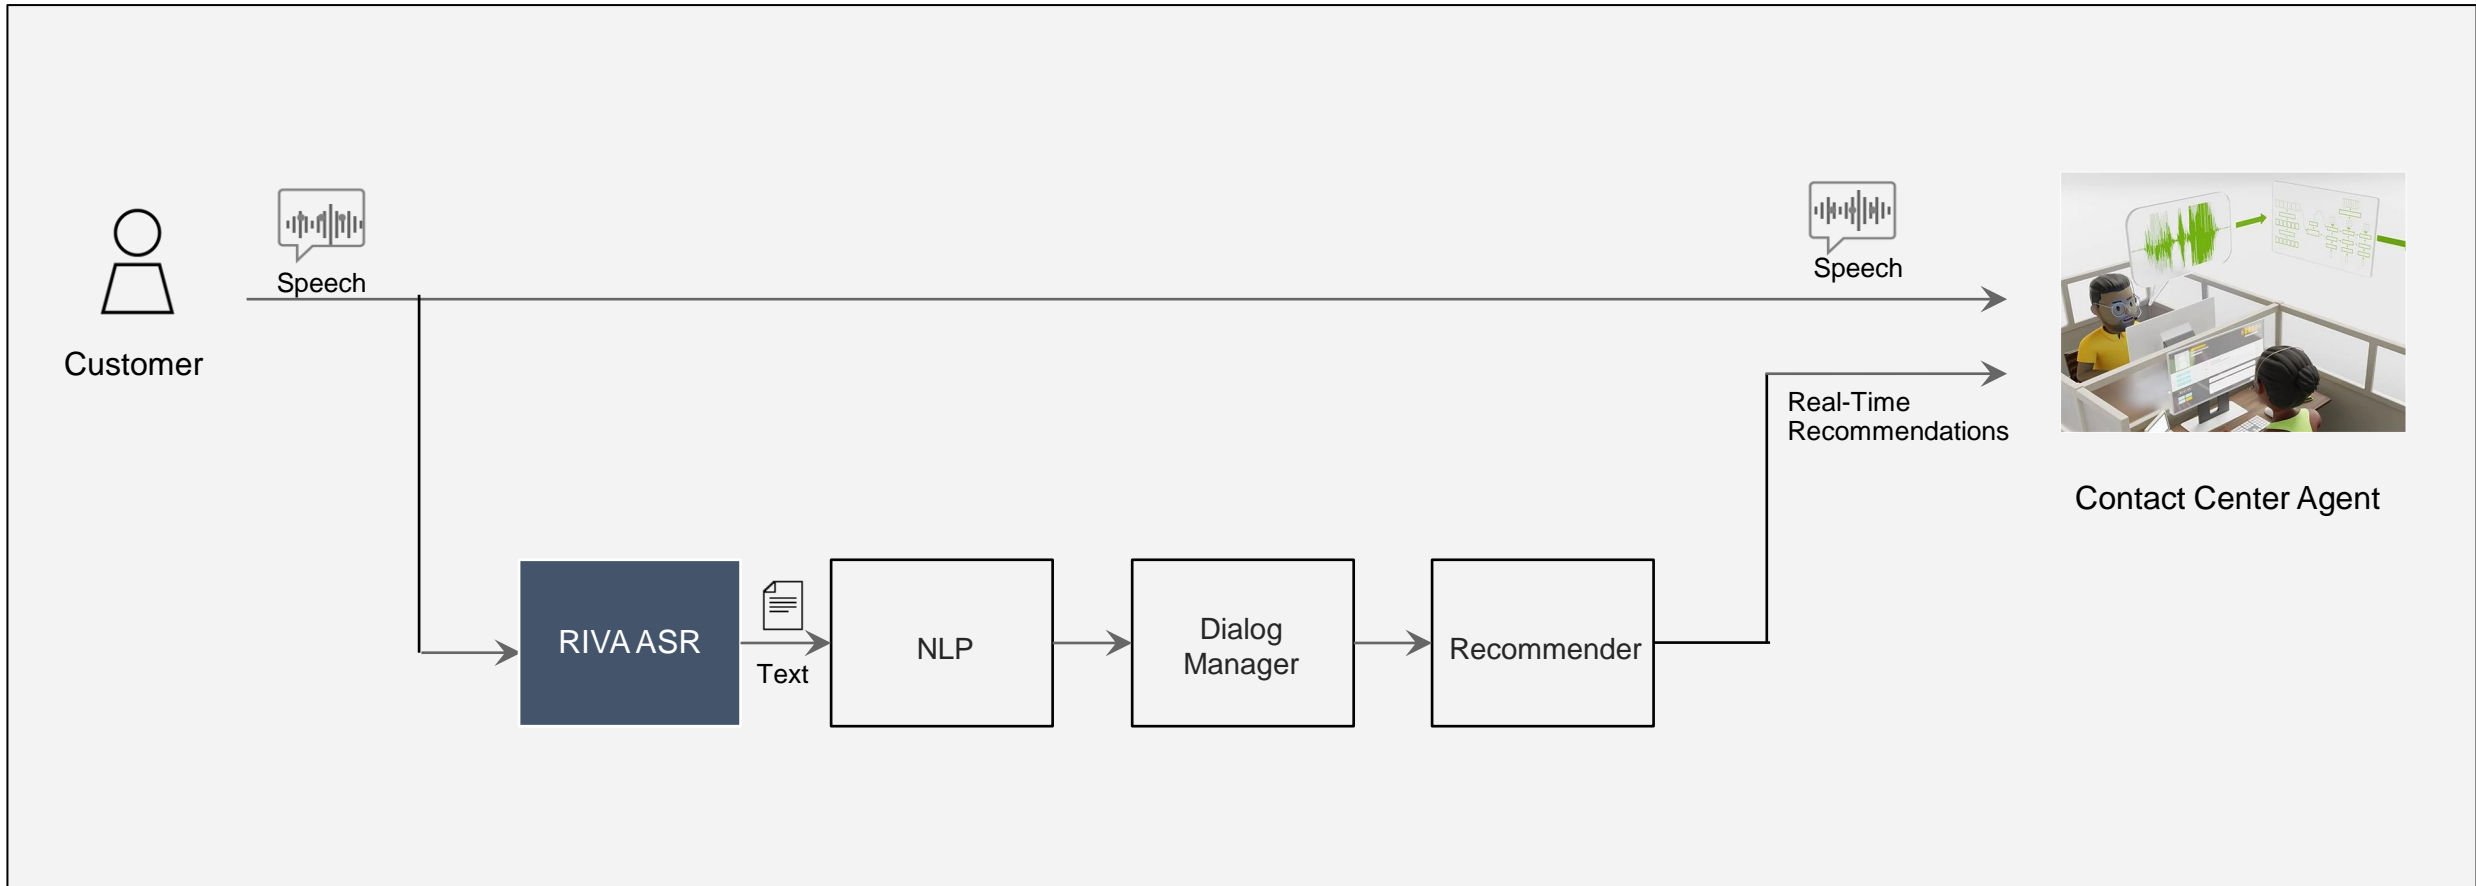 Speech
Speech
Customer
Real-Time
Recommendations
Contact Center Agent
RIVA ASR
Text
NLP
Dialog
Manager
Recommender